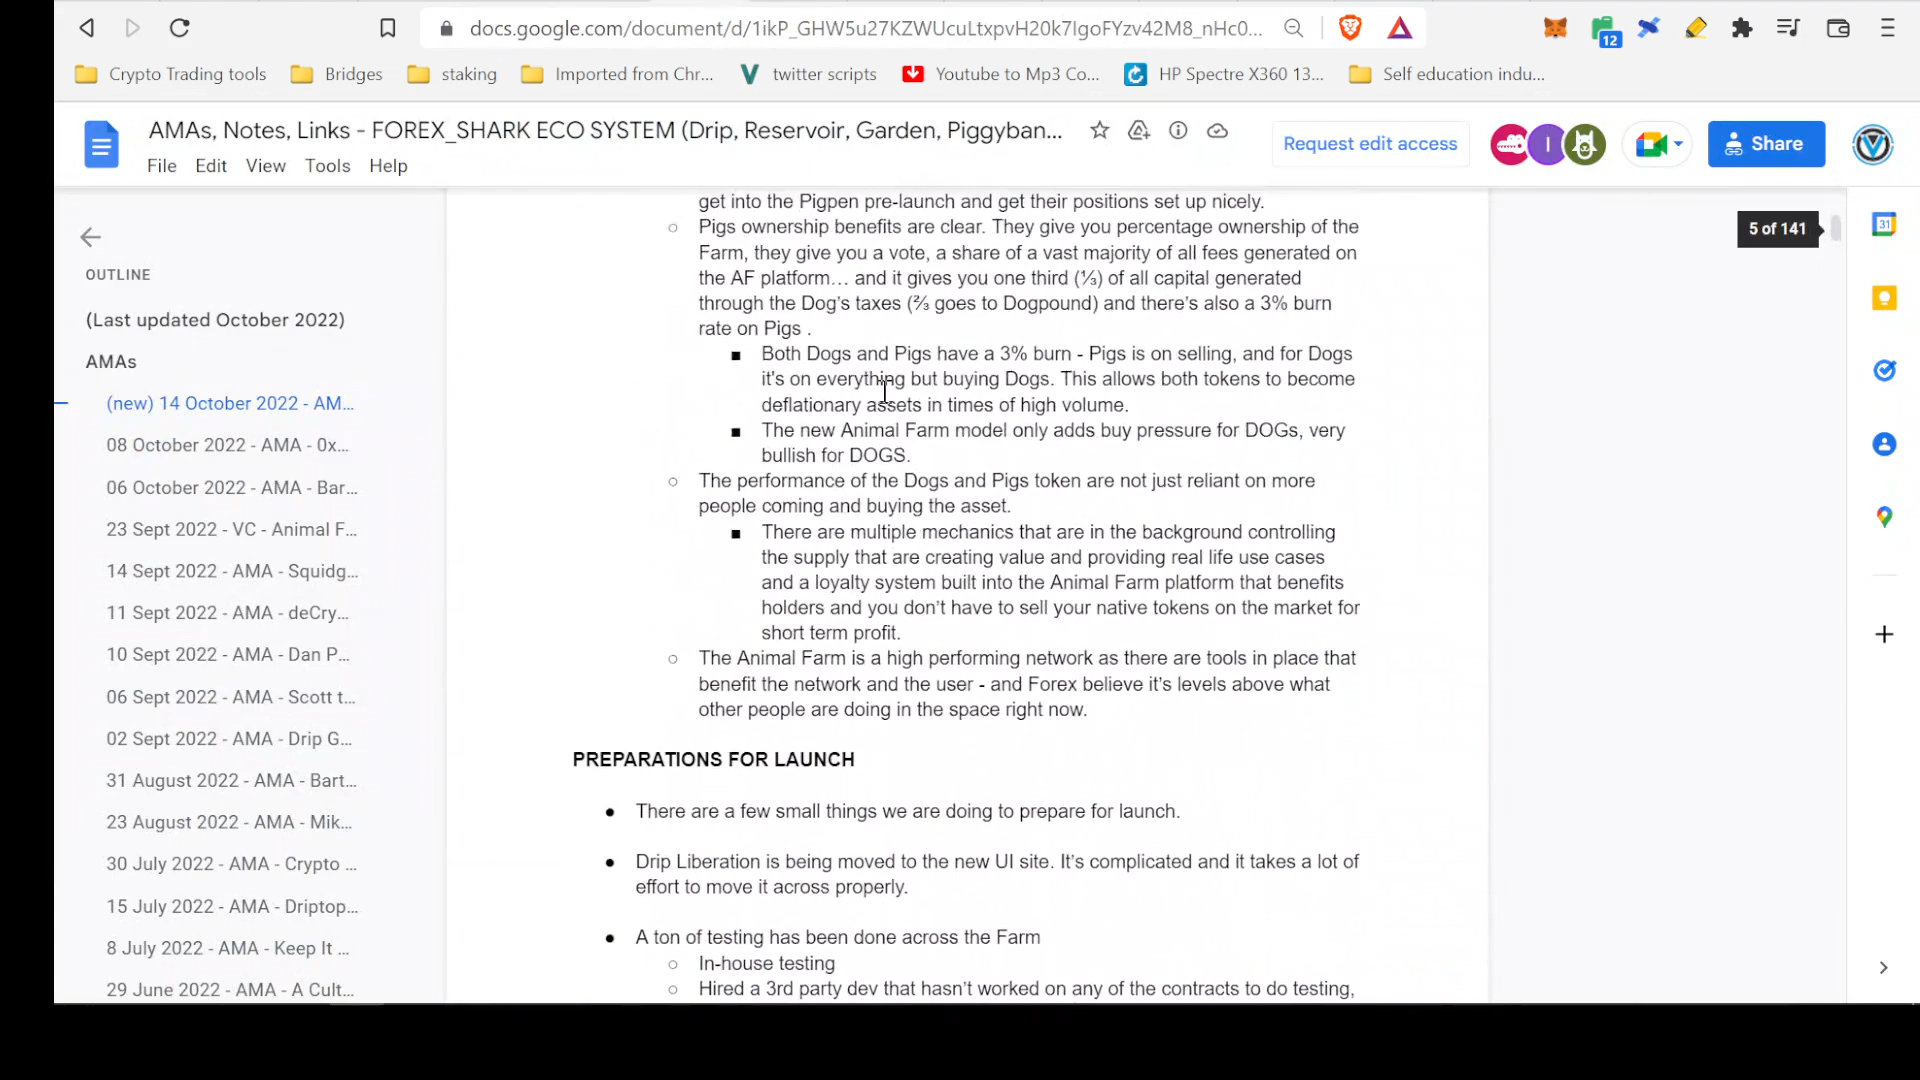 docs.google.com/document/d/1ikP_GHW5u27KZWUcuLtxpvH20k7lgoFYzv42M8_nHc0...
12
Crypto Trading tools
Bridges
staking
Imported from Chr...
twitter scripts
Youtube to Mp3 Co...
HP Spectre X360 13...
Self education indu...
AMAs, Notes, Links - FOREX_SHARK ECO SYSTEM (Drip, Reservoir, Garden, Piggyban...
Request edit access
I
Share
File Edit View Tools Help
5 of 141
OUTLINE
(Last updated October 2022)
AMAs
(new) 14 October 2022 - AM...
08 October 2022 - AMA - 0x...
06 October 2022 - AMA - Bar...
23 Sept 2022 - VC - Animal F...
14 Sept 2022 - AMA - Squidg...
11 Sept 2022 - AMA - deCry...
10 Sept 2022 - AMA - Dan P...
06 Sept 2022 - AMA - Scott t...
02 Sept 2022 - AMA - Drip G...
31 August 2022 - AMA - Bart...
23 August 2022 - AMA - Mik...
30 July 2022 - AMA - Crypto ...
15 July 2022 - AMA - Driptop...
8 July 2022 - AMA - Keep It ...
29 June 2022 - AMA - A Cult...
get into the Pigpen pre-launch and get their positions set up nicely.
Pigs ownership benefits are clear. They give you percentage ownership of the
Farm, they give you a vote, a share of a vast majority of all fees generated on
the AF platform… and it gives you one third (⅓) of all capital generated
through the Dog's taxes (⅔ goes to Dogpound) and there's also a 3% burn
rate on Pigs .
Both Dogs and Pigs have a 3% burn - Pigs is on selling, and for Dogs
it's on everything but buying Dogs. This allows both tokens to become
deflationary assets in times of high volume.
The new Animal Farm model only adds buy pressure for DOGs, very
bullish for DOGS.
The performance of the Dogs and Pigs token are not just reliant on more
people coming and buying the asset.
There are multiple mechanics that are in the background controlling
the supply that are creating value and providing real life use cases
and a loyalty system built into the Animal Farm platform that benefits
holders and you don't have to sell your native tokens on the market for
short term profit.
The Animal Farm is a high performing network as there are tools in place that
benefit the network and the user - and Forex believe it's levels above what
other people are doing in the space right now.
PREPARATIONS FOR LAUNCH
There are a few small things we are doing to prepare for launch.
Drip Liberation is being moved to the new UI site. It's complicated and it takes a lot of
effort to move it across properly.
A ton of testing has been done across the Farm
In-house testing
Hired a 3rd party dev that hasn't worked on any of the contracts to do testing,
31